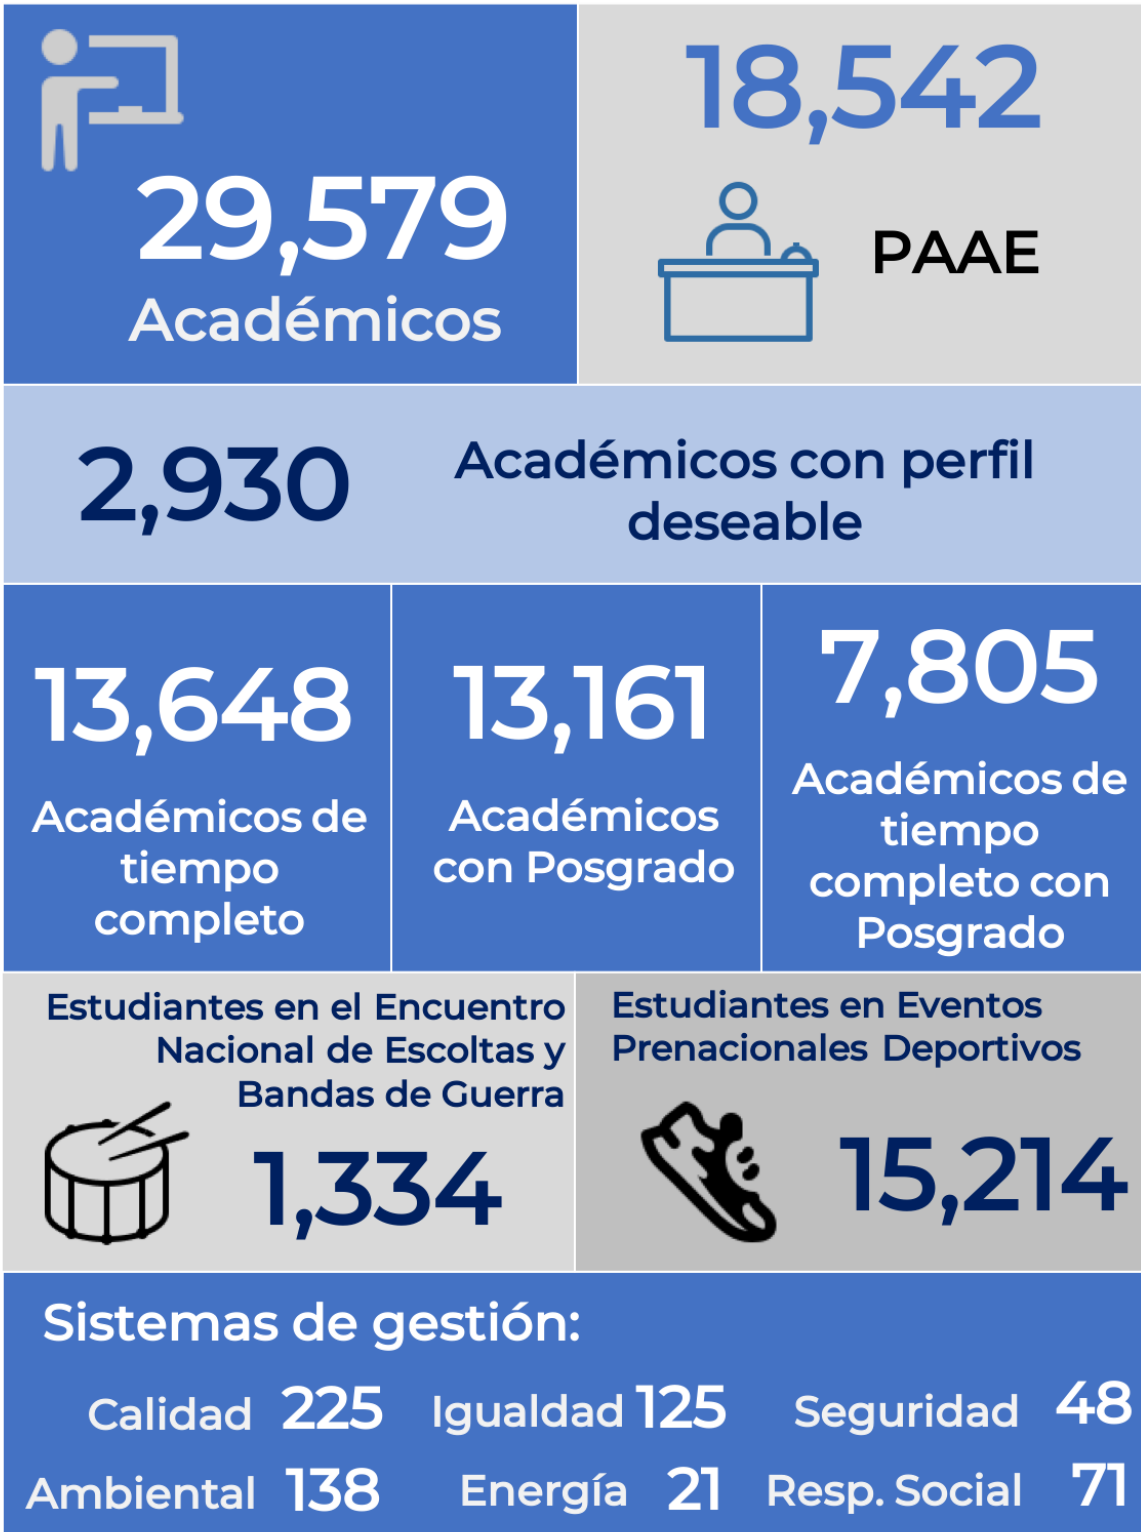 29,579
Académicos
18,542
PAAE
2,930
Académicos con perfil
deseable
13,648
Académicos de
tiempo
completo
13,161
Académicos
con Posgrado
7,805
Académicos de
tiempo
completo con
Posgrado
Estudiantes en el Encuentro
Nacional de Escoltas y
Bandas de Guerra
1,334
Estudiantes en Eventos
Prenacionales Deportivos
15,214
Sistemas de gestión:
Calidad 225 Igualdad 125 Seguridad 48
Ambiental 138 Energía 21 Resp. Social 71